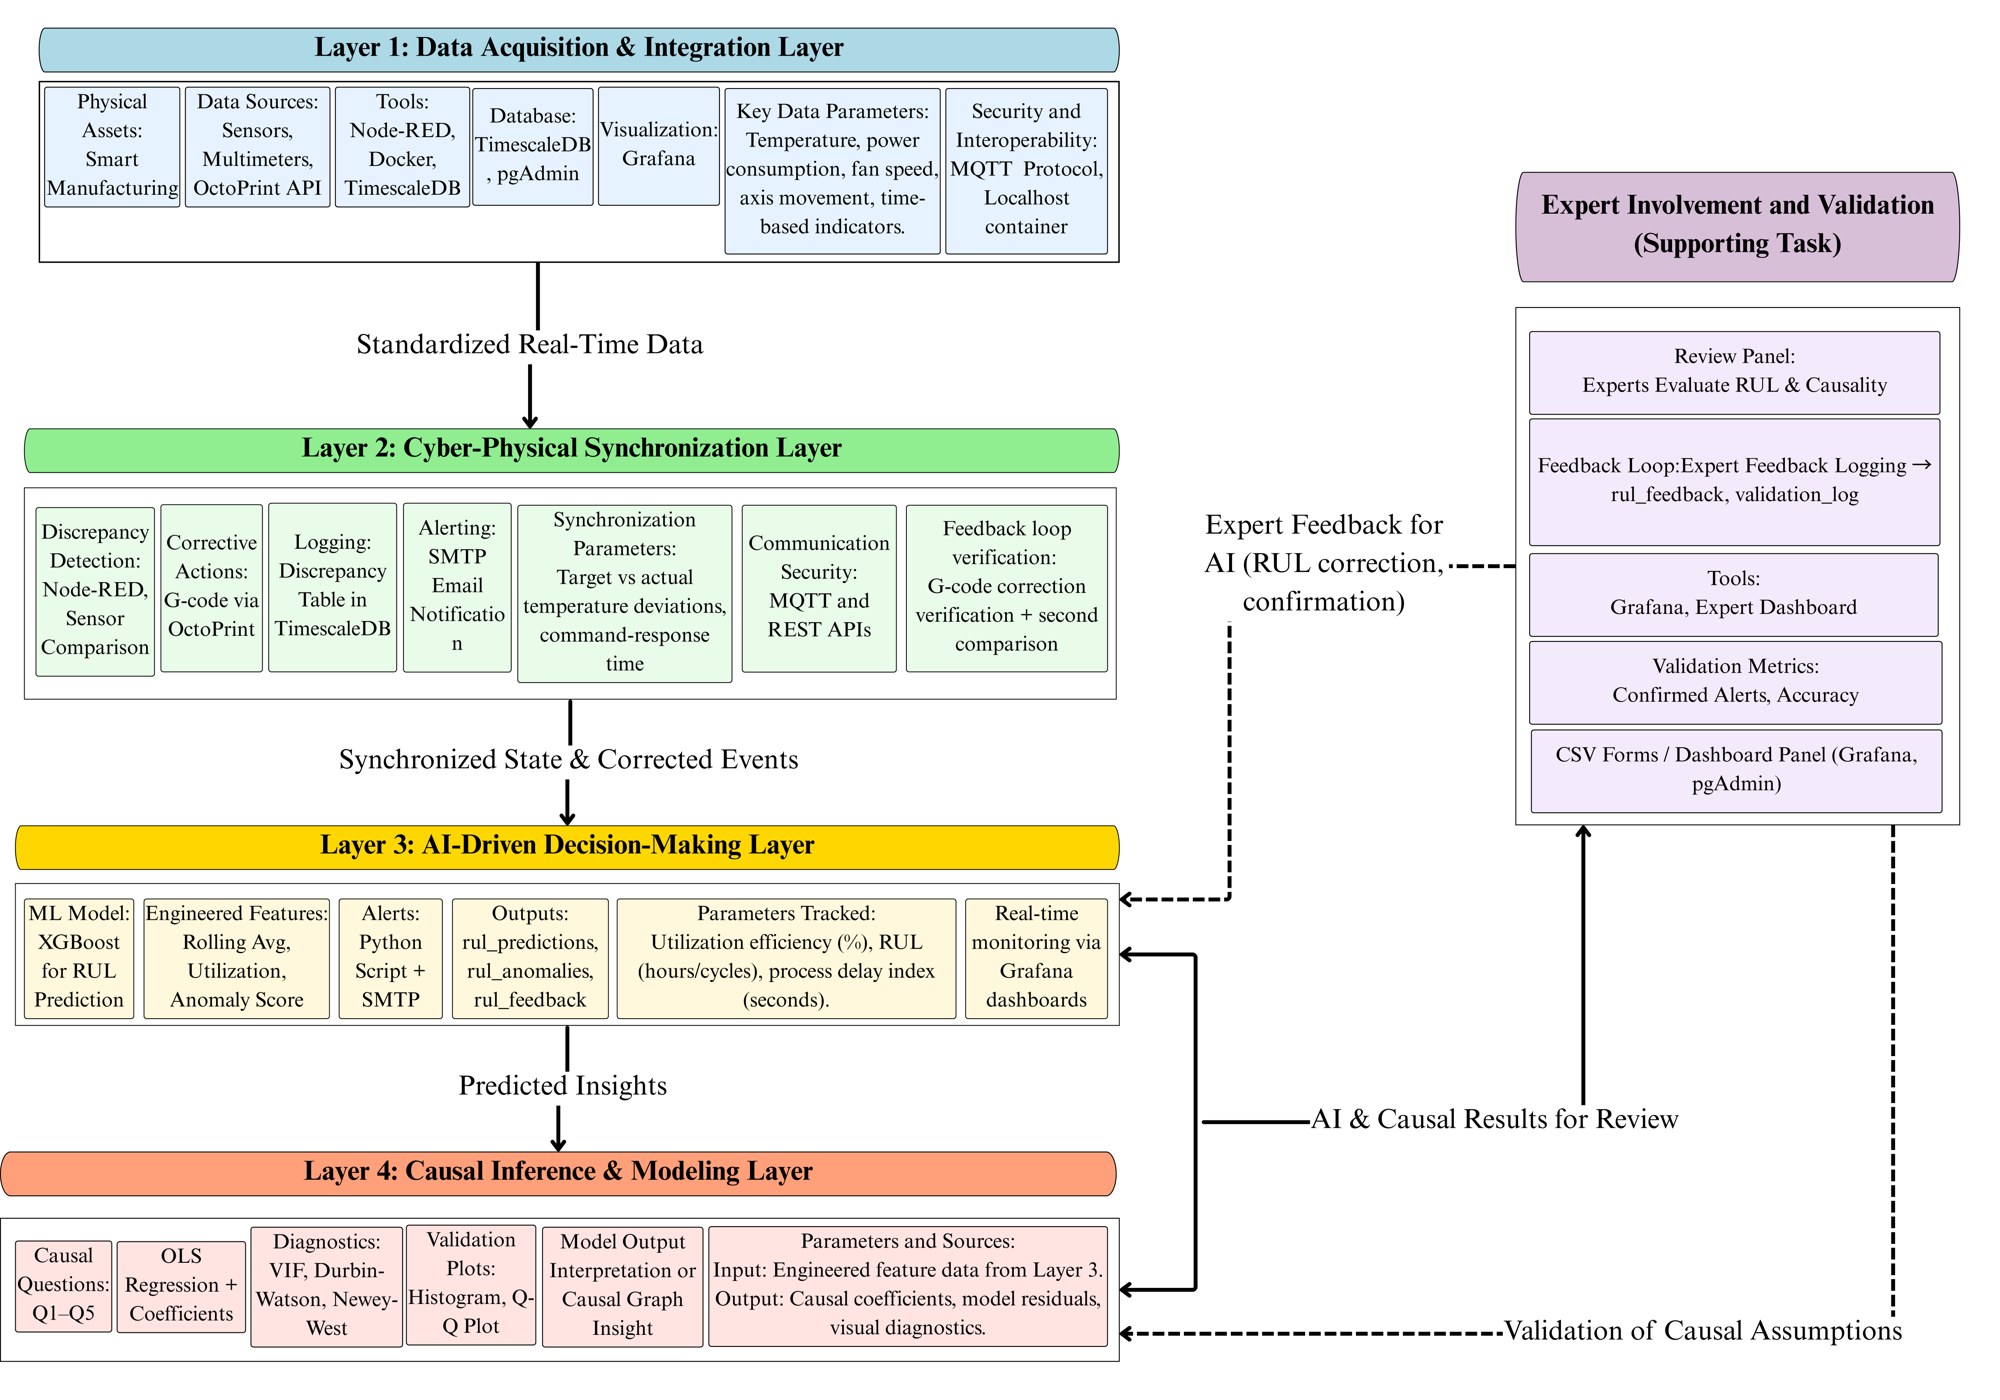 Layer 1: Data Acquisition & Integration Layer
Physical
Assets:
Smart
Manufacturing
Data Sources:
Sensors,
Multimeters,
OctoPrint API
Tools:
Node-RED,
Docker,
TimescaleDB
Database:
TimescaleDB
, pgAdmin
Visualization:
Grafana
Key Data Parameters:
Temperature, power
consumption, fan speed,
axis movement, time-
based indicators.
Security and
Interoperability:
MQTT Protocol,
Localhost
container
Standardized Real-Time Data
Layer 2: Cyber-Physical Synchronization Layer
Discrepancy
Detection:
Node-RED,
Sensor
Comparison
Corrective
Actions:
G-code via
OctoPrint
Logging:
Discrepancy
Table in
TimescaleDB
Alerting:
SMTP
Email
Notificatio
n
Synchronization
Parameters:
Target vs actual
temperature deviations,
command-response
time
Communication
Security:
MQTT and
REST APIs
Feedback loop
verification:
G-code correction
verification + second
comparison
Synchronized State & Corrected Events
Layer 3: AI-Driven Decision-Making Layer
ML Model:
XGBoost
for RUL
Prediction
Engineered Features:
Rolling Avg,
Utilization,
Anomaly Score
Alerts:
Python
Script +
SMTP
Outputs:
rul_predictions,
rul_anomalies,
rul_feedback
Parameters Tracked:
Utilization efficiency (%), RUL
(hours/cycles), process delay index
(seconds).
Real-time
monitoring via
Grafana
dashboards
Predicted Insights
Layer 4: Causal Inference & Modeling Layer
Causal
Questions:
Q1–Q5
OLS
Regression +
Coefficients
Diagnostics:
VIF, Durbin-
Watson, Newey-
West
Validation
Plots:
Histogram, Q-
Q Plot
Model Output
Interpretation or
Causal Graph
Insight
Parameters and Sources:
Input: Engineered feature data from Layer 3.
Output: Causal coefficients, model residuals,
visual diagnostics.
Expert Involvement and Validation
(Supporting Task)
Review Panel:
Experts Evaluate RUL & Causality
Feedback Loop:Expert Feedback Logging →
rul_feedback, validation_log
Tools:
Grafana, Expert Dashboard
Validation Metrics:
Confirmed Alerts, Accuracy
CSV Forms / Dashboard Panel (Grafana,
pgAdmin)
Expert Feedback for
AI (RUL correction,
confirmation)
AI & Causal Results for Review
Validation of Causal Assumptions